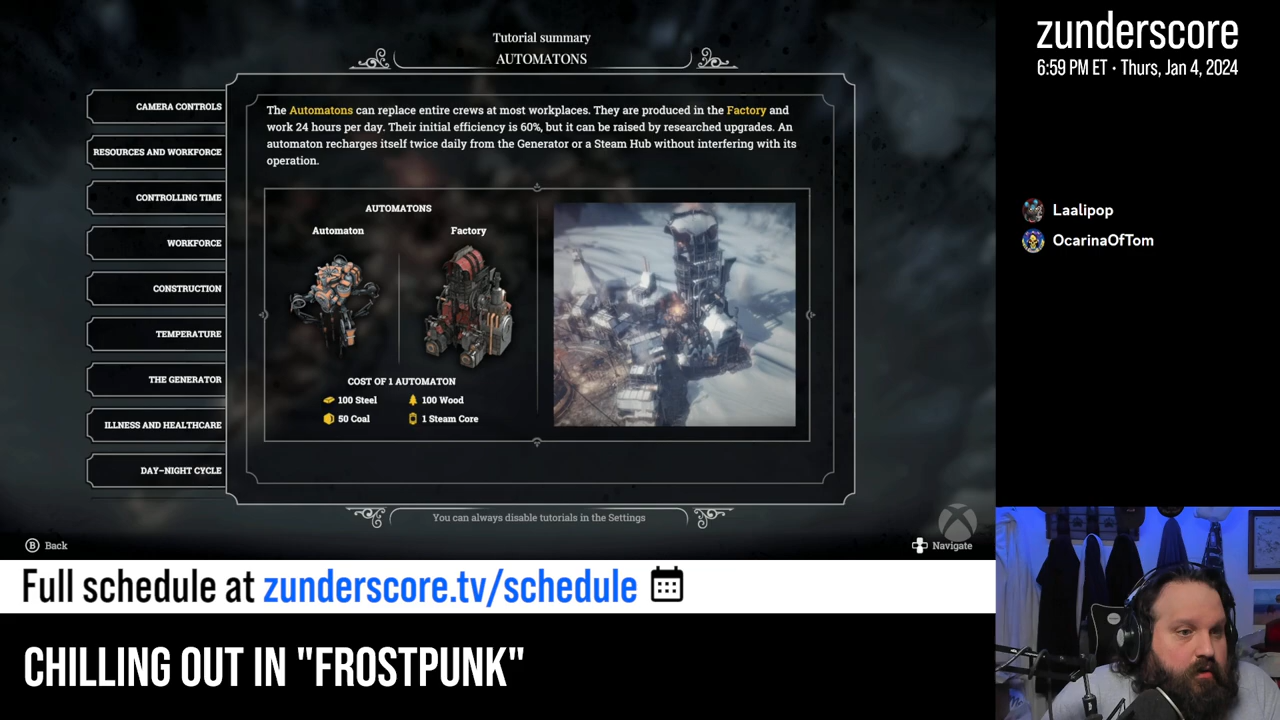 Tutorial summary
AUTOMATONS
CAMERA CONTROLS
RESOURCES AND WORKFORCE
CONTROLLING TIME
WORKFORCE
CONSTRUCTION
TEMPERATURE
THE GENERATOR
ILLNESS AND HEALTHCARE
DAY–NIGHT CYCLE
The Automatons can replace entire crews at most workplaces. They are produced in the Factory and
work 24 hours per day. Their initial efficiency is 60%, but it can be raised by researched upgrades. An
automaton recharges itself twice daily from the Generator or a Steam Hub without interfering with its
operation.
AUTOMATONS
Automaton
Factory
COST OF 1 AUTOMATON
100 Steel
100 Wood
50 Coal
1 Steam Core
You can always disable tutorials in the Settings
B Back
Navigate
zunderscore
6:59 PM ET · Thurs, Jan 4, 2024
Laalipop
OcarinaOfTom
Full schedule at zunderscore.tv/schedule
CHILLING OUT IN "FROSTPUNK"